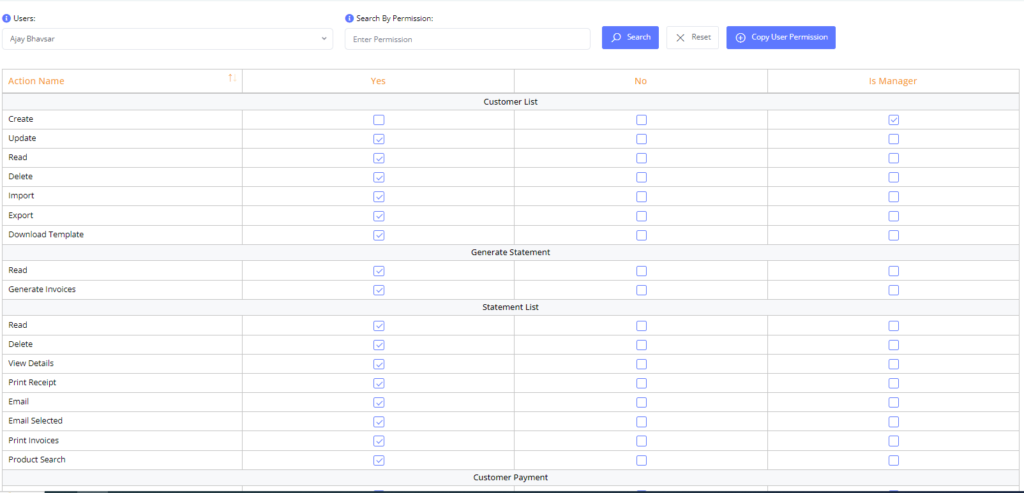 Users:
Search By Permission:
Ajay Bhavsar
Enter Permission
Search
Reset
Copy User Permission
Action Name Yes No Is Manager
Customer List
Create
Update
Read
Delete
Import
Export
Download Template
Generate Statement
Read
Generate Invoices
Statement List
Read
Delete
View Details
Print Receipt
Email
Email Selected
Print Invoices
Product Search
Customer Payment